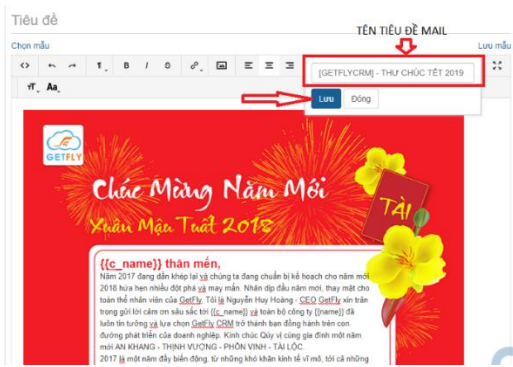 Tiêu đề
TÊN TIÊU ĐỀ MAIL
Chọn mẫu
Lưu mẫu
[GETFLYCRM] - THƯ CHÚC TẾT 2019
Lưu Đóng
GETFLY
Chúc Mừng Năm Mới
Xuân Mậu Tuất 2018
TÀI
{{c_name}} thân mến,
Năm 2017 đang dần khép lại và chúng ta đang chuẩn bị kế hoạch cho năm mới
2018 hứa hẹn nhiều đột phá và may mắn. Nhân dịp đầu năm mới, thay mặt cho
toàn thể nhân viên của GetFly. Tôi là Nguyễn Huy Hoàng - CEO GetFly xin trân
trọng gửi lời cảm ơn sâu sắc tới {{c_name}} và toàn bộ công ty {{name}} đã
luôn tin tưởng và lựa chọn GetFly CRM trở thành bạn đồng hành trên con
đường phát triển của doanh nghiệp. Kính chúc Qúy vị cùng gia đình một năm
mới AN KHANG - THỊNH VƯỢNG - PHỒN VINH - TÀI LỘC.
2017 là một năm đầy biến động, từ những khó khăn kinh tế vĩ mô, tới cả những